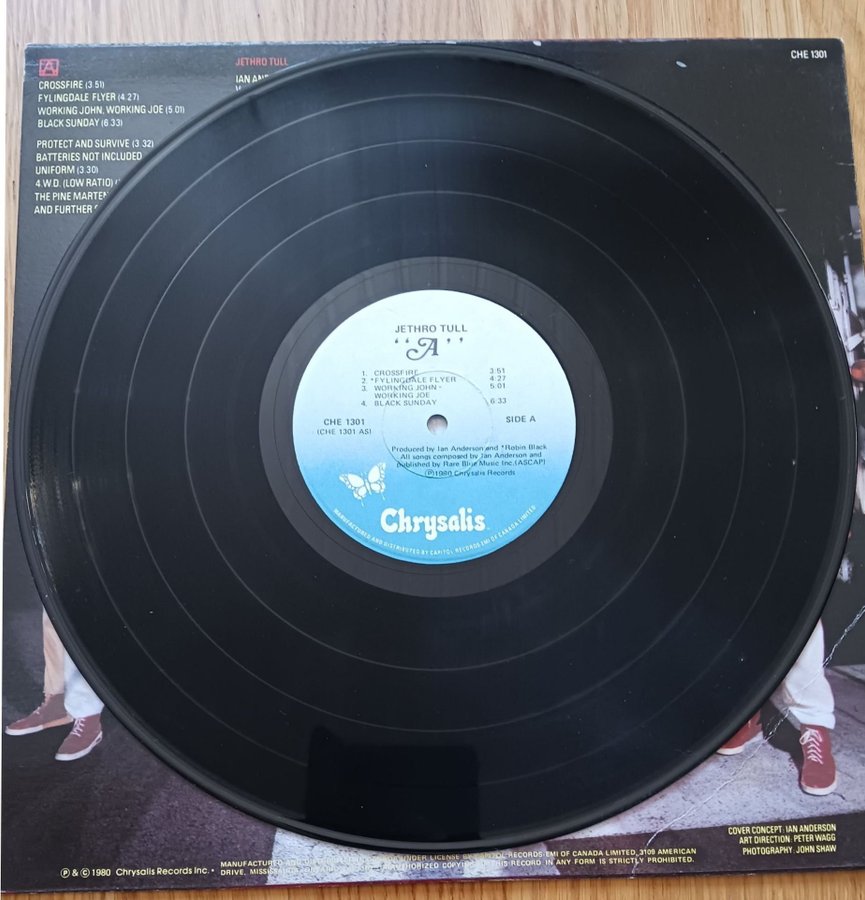 A
CROSSFIRE (3.51)
FYLINGDALE FLYER (4.27)
WORKING JOHN, WORKING JOE (5.01)
BLACK SUNDAY (6.33)
PROTECT AND SURVIVE (3.32)
BATTERIES NOT INCLUDED
UNIFORM (3.30)
4.W.D. (LOW RATIO)
THE PINE MARTEN
AND FURTHER
JETHRO TULL
IAN
CHE 1301
JETHRO TULL
"A"
1. CROSSFIRE 3:51
2. *FYLINGDALE FLYER 4:27
3. WORKING JOHN - 5:01
WORKING JOE
4. BLACK SUNDAY 6:33
CHE 1301
(CHE 1301 AS)
SIDE A
Produced by Ian Anderson and *Robin Black
All songs composed by Ian Anderson and
published by Rare Blue Music Inc. (ASCAP)
Ⓟ1980 Chrysalis Records
Chrysalis
MANUFACTURED AND DISTRIBUTED BY CAPITOL RECORDS-EMI OF CANADA LIMITED
COVER CONCEPT: IAN ANDERSON
ART DIRECTION: PETER WAGG
PHOTOGRAPHY: JOHN SHAW
Ⓟ & © 1980 Chrysalis Records Inc. •
MANUFACTURED AND UNDER LICENSE BY CAPITOL RECORDS-EMI OF CANADA LIMITED, 3109 AMERICAN
DRIVE, THIS RECORD IN ANY FORM IS STRICTLY PROHIBITED.